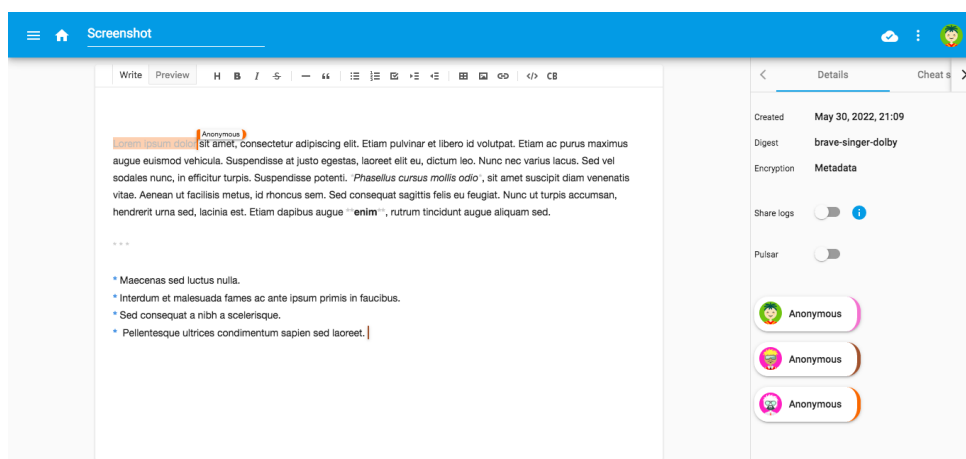 Screenshot
Write Preview H B I S — “ </> CB
Details Cheat s
Anonymous
Lorem ipsum dolor sit amet, consectetur adipiscing elit. Etiam pulvinar et libero id volutpat. Etiam ac purus maximus
augue euismod vehicula. Suspendisse at justo egestas, laoreet elit eu, dictum leo. Nunc nec varius lacus. Sed vel
sodales nunc, in efficitur turpis. Suspendisse potenti. *Phasellus cursus mollis odio*, sit amet suscipit diam venenatis
vitae. Aenean ut facilisis metus, id rhoncus sem. Sed consequat sagittis felis eu feugiat. Nunc ut turpis accumsan,
hendrerit urna sed, lacinia est. Etiam dapibus augue **enim**, rutrum tincidunt augue aliquam sed.
***
* Maecenas sed luctus nulla.
* Interdum et malesuada fames ac ante ipsum primis in faucibus.
* Sed consequat a nibh a scelerisque.
* Pellentesque ultrices condimentum sapien sed laoreet.
Created May 30, 2022, 21:09
Digest brave-singer-dolby
Encryption Metadata
Share logs
Pulsar
Anonymous
Anonymous
Anonymous